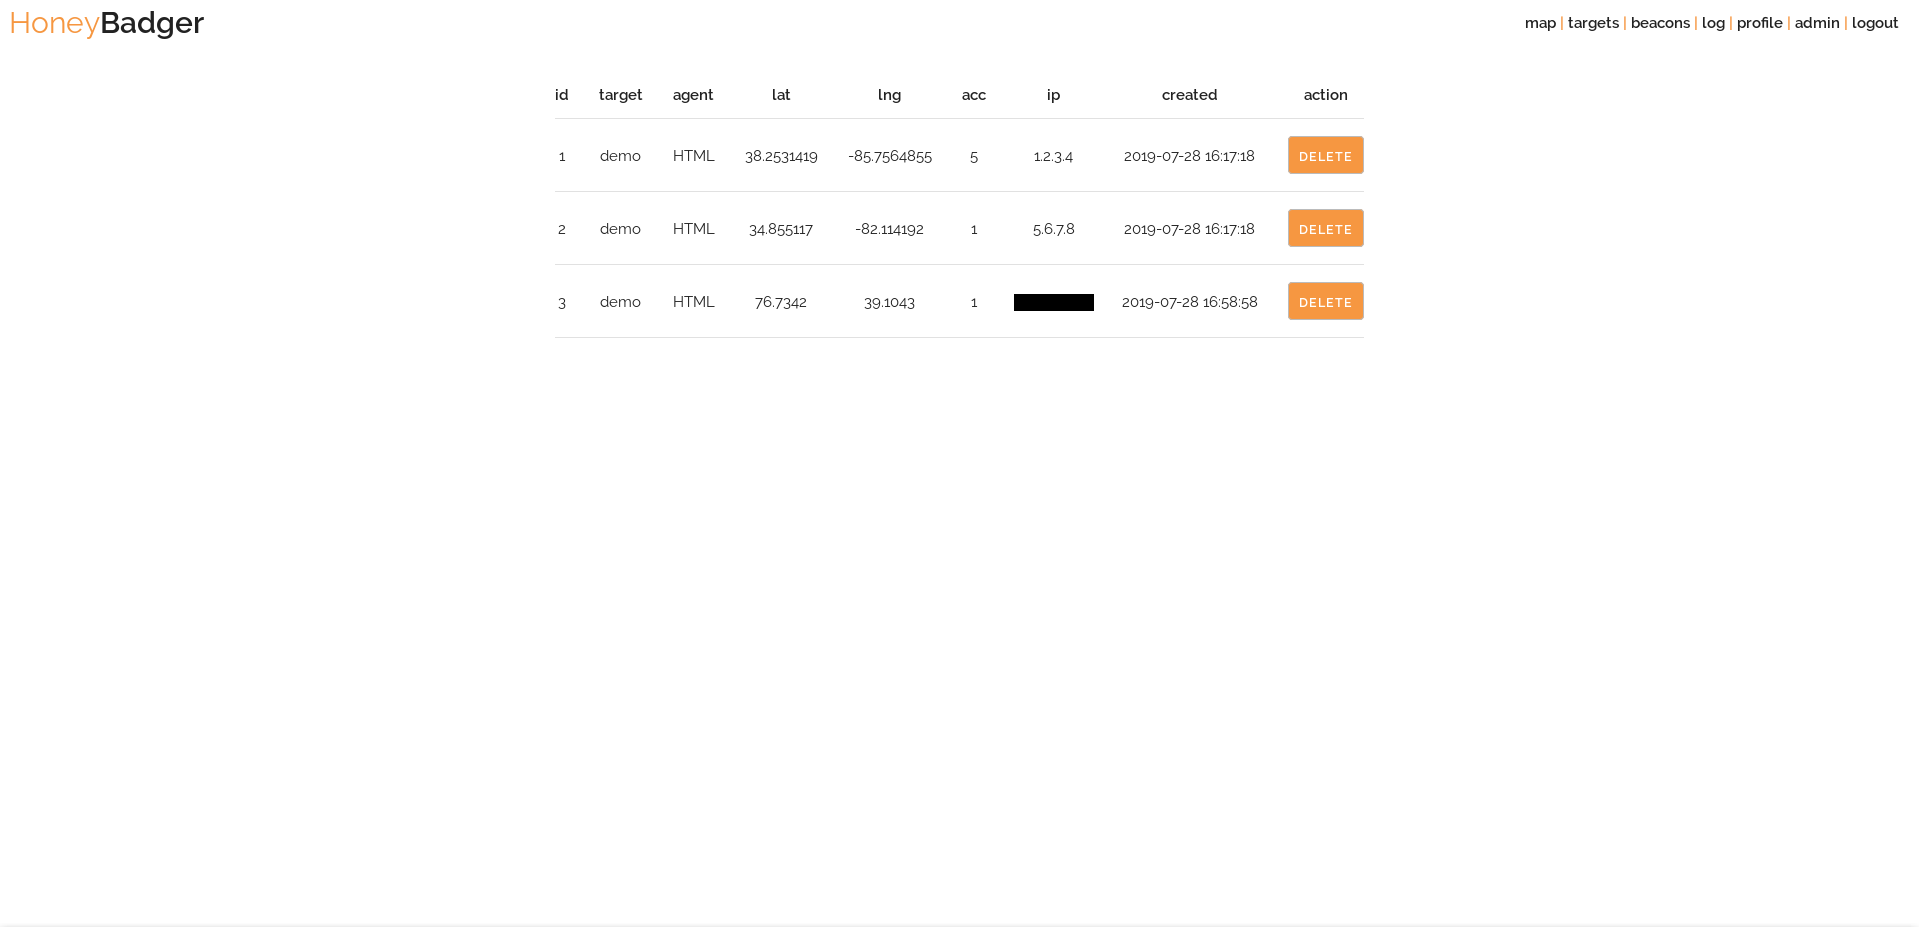 HoneyBadger
map | targets | beacons | log | profile | admin | logout
id target agent lat lng acc ip created action
1 demo HTML 38.2531419 -85.7564855 5 1.2.3.4 2019-07-28 16:17:18 DELETE
2 demo HTML 34.855117 -82.114192 1 5.6.7.8 2019-07-28 16:17:18 DELETE
3 demo HTML 76.7342 39.1043 1 2019-07-28 16:58:58 DELETE